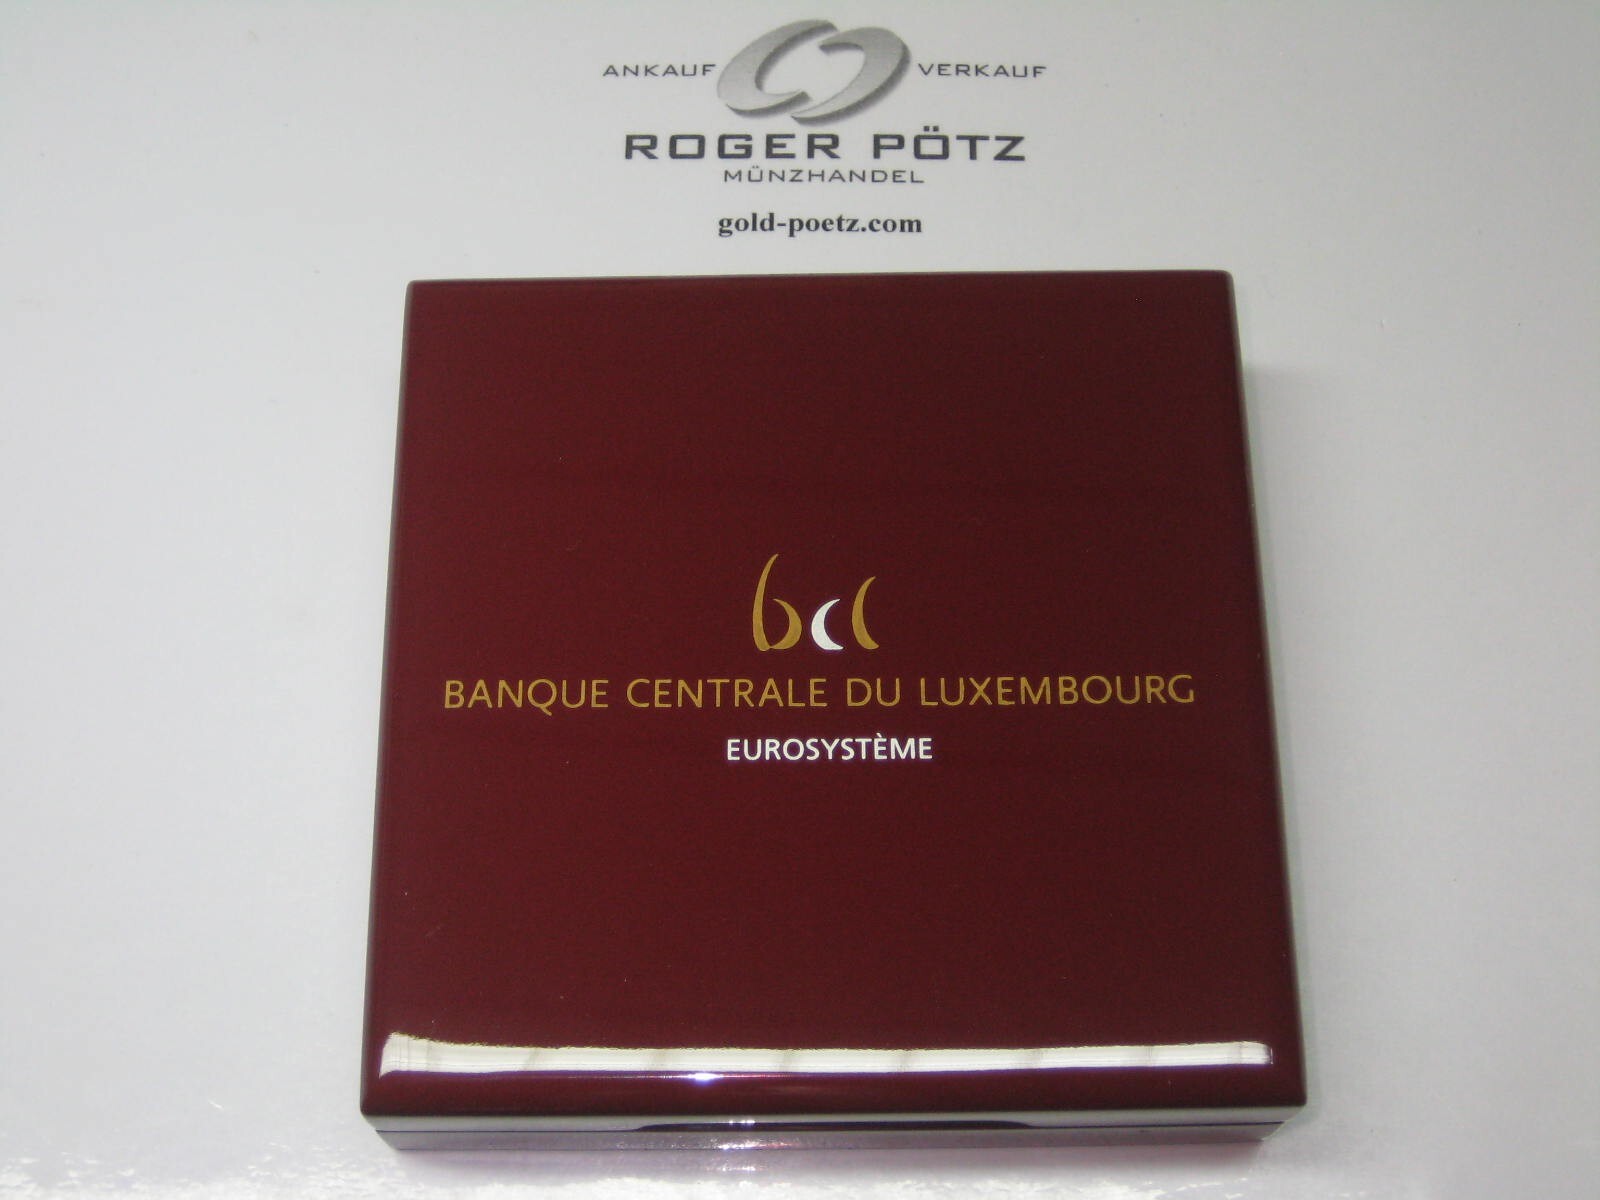 ANKAUF VERKAUF
ROGER PÖTZ
MÜNZHANDEL
gold-poetz.com
bcl
BANQUE CENTRALE DU LUXEMBOURG
EUROSYSTÈME